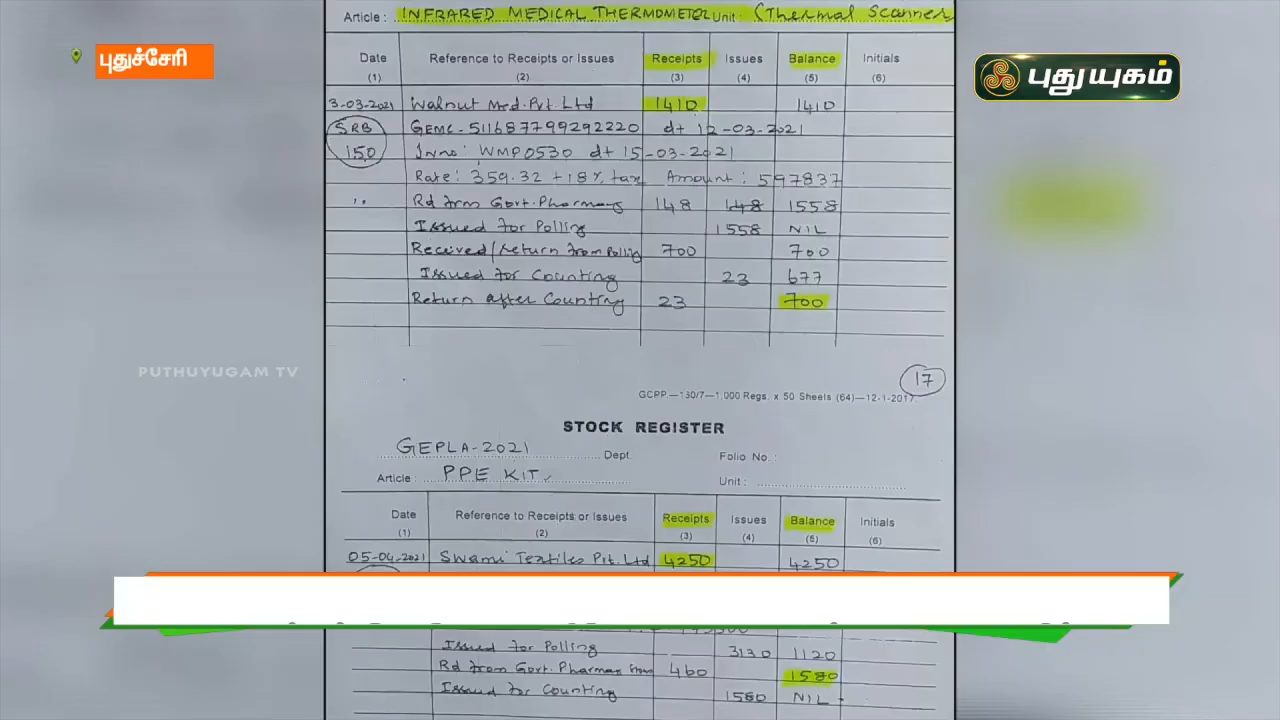 Article : INFRARED MEDICAL THERMOMETER Unit : (Thermal Scanner
புதுச்சேரி
புதுயுகம்
Date Reference to Receipts or Issues Receipts Issues Balance Initials
(1) (2) (3) (4) (5) (6)
3-03-2021 Walnut Med. Pvt. Ltd 1410 1410
SRB GEMC-511687799292220 dt 12-03-2021
150 Inno: WMP0530 dt 15-03-2021
Rate: 359.32 +18% tax Amount: 597837
,, Rd from Govt. Pharmacy 148 148 1558
Issued for Polling 1558 NIL
Received/return from Polling 700 700
Issued for Counting 23 677
Return after Counting 23 700
PUTHUYUGAM TV
17
GCPP—130/7—1,000 Regs. x 50 Sheets (64)—12-1-2017
STOCK REGISTER
GEPLA-2021 Dept. Folio No. :
Article : PPE KIT Unit :
Date Reference to Receipts or Issues Receipts Issues Balance Initials
(1) (2) (3) (4) (5) (6)
05-04-2021 Swami Textiles Pvt. Ltd 4250 4250
Issued for Polling 3130 1120
Rd from Govt. Pharmacy 460 1580
Issued for Counting 1580 NIL